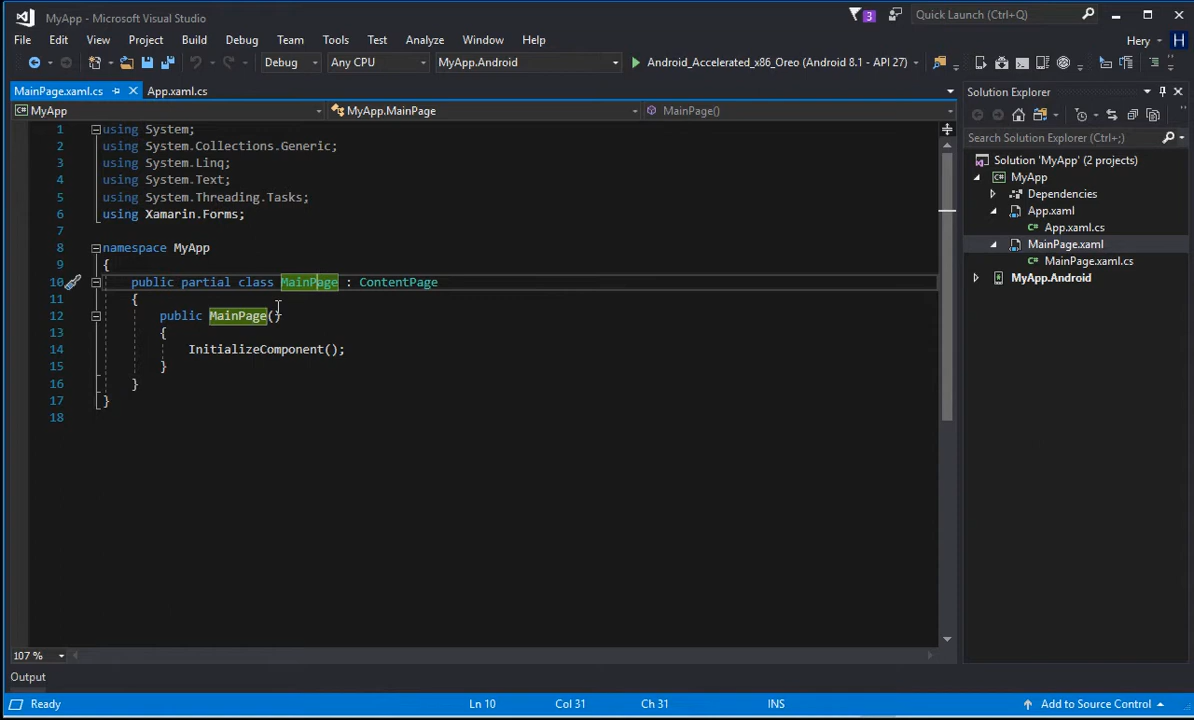 MyApp - Microsoft Visual Studio
3
Quick Launch (Ctrl+Q)
File Edit View Project Build Debug Team Tools Test Analyze Window Help
Hery
H
Debug
Any CPU
MyApp.Android
Android_Accelerated_x86_Oreo (Android 8.1 - API 27)
MainPage.xaml.cs
App.xaml.cs
MyApp
MyApp.MainPage
MainPage()
1 using System;
2 using System.Collections.Generic;
3 using System.Linq;
4 using System.Text;
5 using System.Threading.Tasks;
6 using Xamarin.Forms;
7
8 namespace MyApp
9 {
10 public partial class MainPage : ContentPage
11 {
12 public MainPage()
13 {
14 InitializeComponent();
15 }
16 }
17 }
18
107 %
Solution Explorer
Search Solution Explorer (Ctrl+;)
Solution 'MyApp' (2 projects)
C# MyApp
Dependencies
App.xaml
C# App.xaml.cs
MainPage.xaml
C# MainPage.xaml.cs
MyApp.Android
Output
Ready
Ln 10
Col 31
Ch 31
INS
Add to Source Control